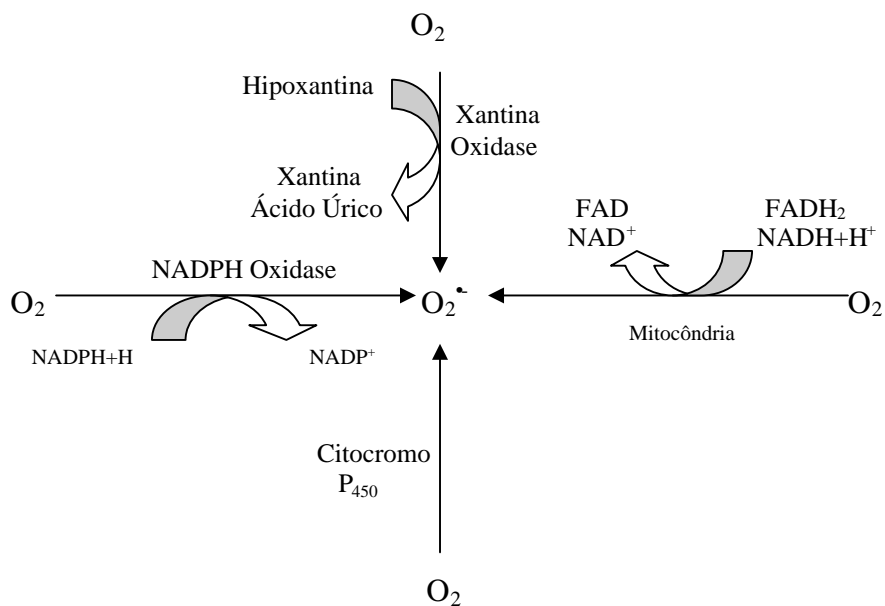 O₂
Hipoxantina
Xantina
Oxidase
Xantina
Ácido Úrico
FAD
NAD⁺
FADH₂
NADH+H⁺
NADPH Oxidase
O₂
O₂•-
O₂
Mitocôndria
NADPH+H
NADP⁺
Citocromo
P₄₅₀
O₂